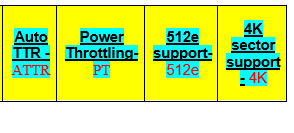 Auto
TTR -
ATTR
Power
Throttling-
PT
512e
support-
512e
4K
sector
support
- 4K